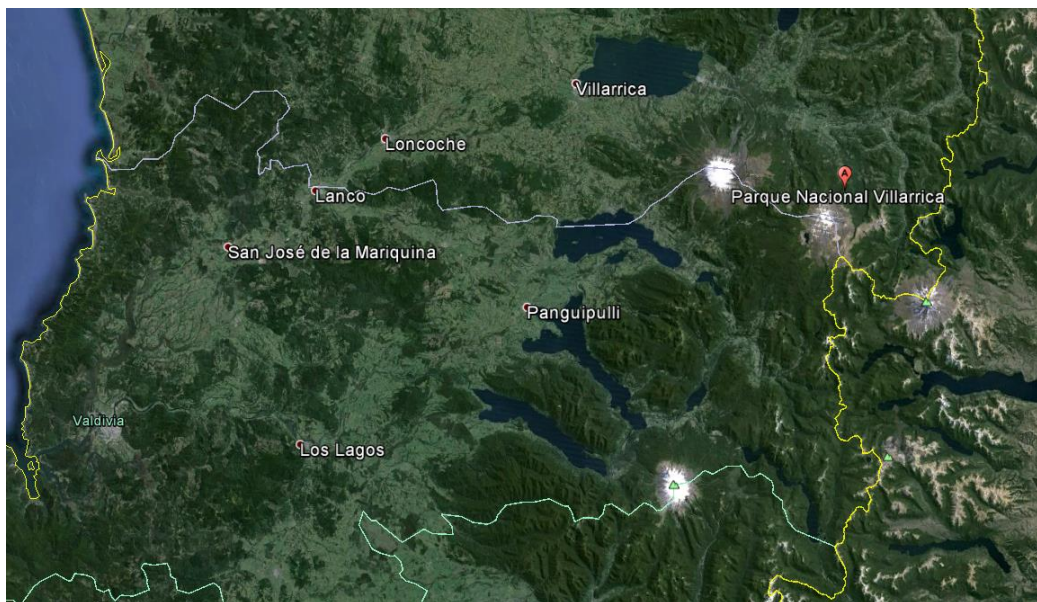 Villarrica
Loncoche
A
Parque Nacional Villarrica
Lanco
San José de la Mariquina
Panguipulli
Valdivia
Los Lagos